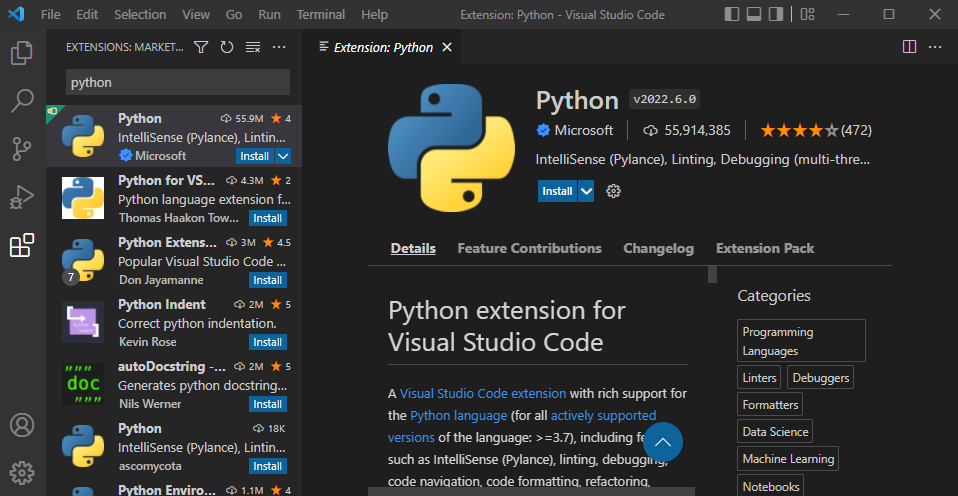 File Edit Selection View Go Run Terminal Help
Extension: Python - Visual Studio Code
EXTENSIONS: MARKET...
python
Python 55.9M 4
IntelliSense (Pylance), Lintin...
Microsoft Install
Python for VS... 4.3M 2
Python language extension f...
Thomas Haakon Tow... Install
Python Extens... 3M 4.5
Popular Visual Studio Code ...
7
Don Jayamanne Install
Python Indent 2M 5
Correct python indentation.
Kevin Rose Install
autoDocstring -... 2M 5
"""
doc
"""
Generates python docstring...
Nils Werner Install
Python 18K
IntelliSense (Pylance), Lintin...
ascomycota Install
Python Enviro... 1.1M 4
Extension: Python
Python v2022.6.0
Microsoft 55,914,385 (472)
IntelliSense (Pylance), Linting, Debugging (multi-thre...
Install
Details Feature Contributions Changelog Extension Pack
Python extension for
Visual Studio Code
A Visual Studio Code extension with rich support for
the Python language (for all actively supported
versions of the language: >=3.7), including fe
such as IntelliSense (Pylance), linting, debugging,
code navigation, code formatting, refactoring,
Categories
Programming
Languages
Linters Debuggers
Formatters
Data Science
Machine Learning
Notebooks